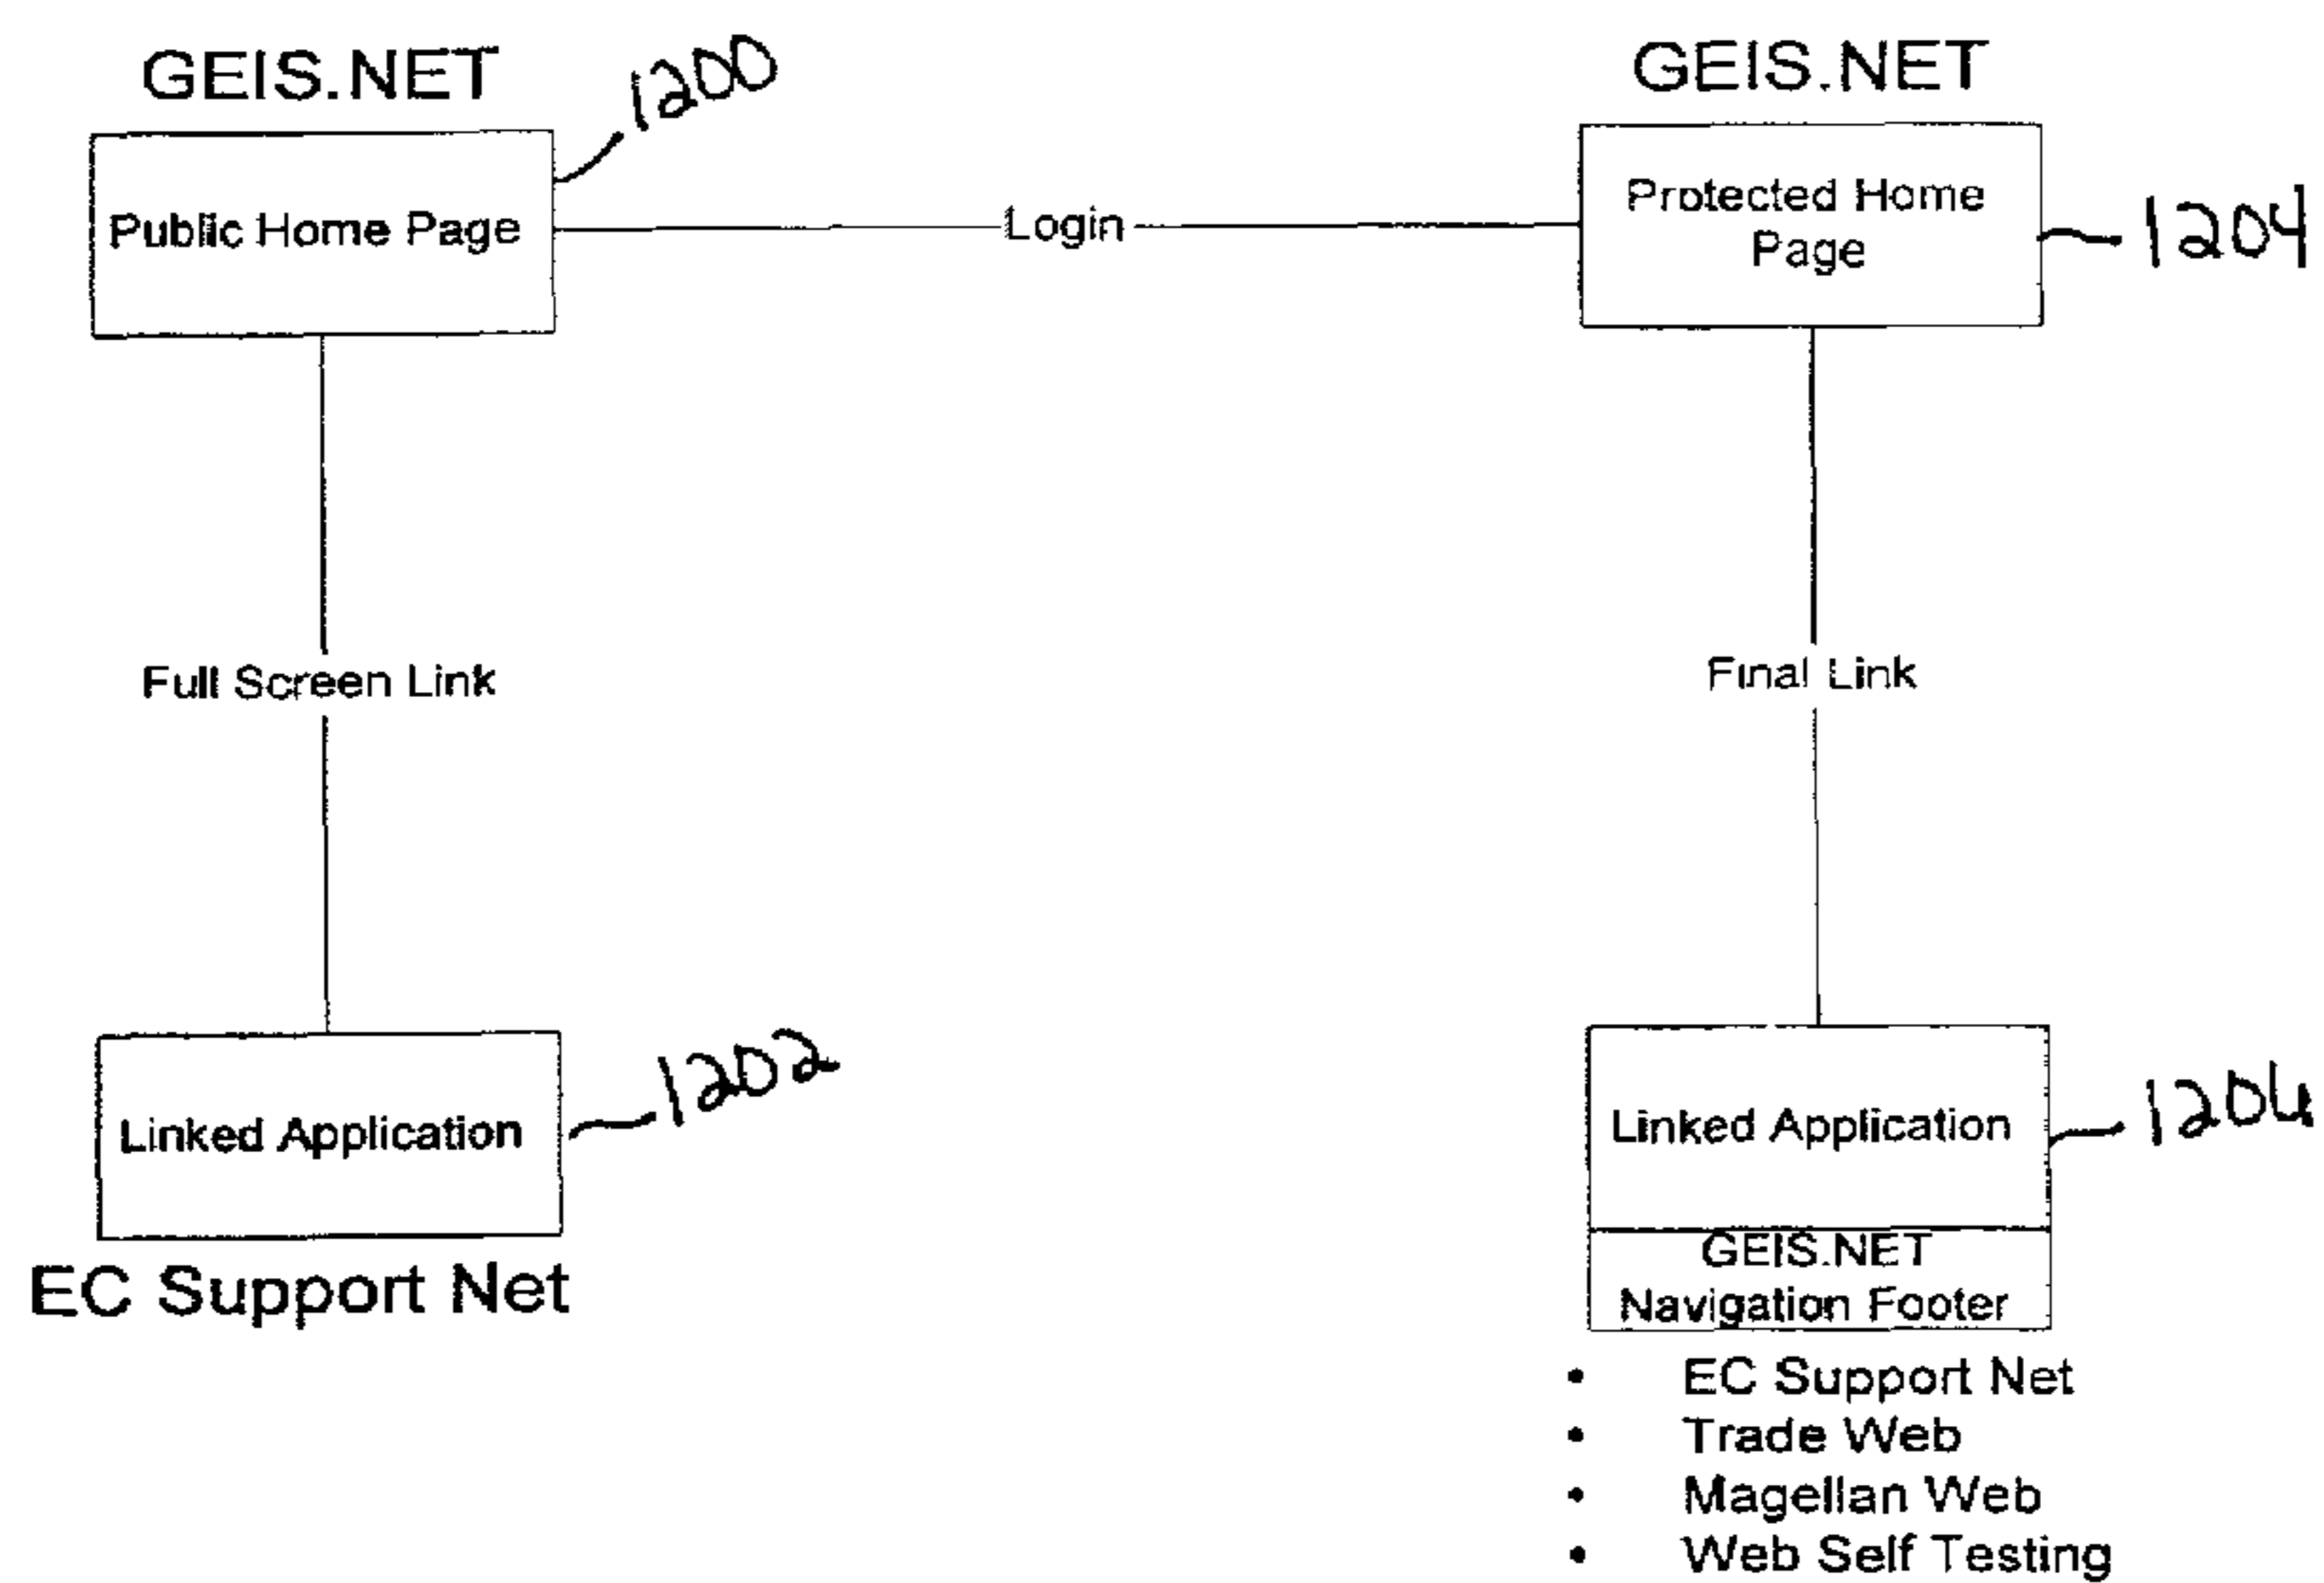 GEIS.NET
1200
Public Home Page
Login
GEIS.NET
Protected Home
Page
1204
Full Screen Link
Final Link
Linked Application
1202
EC Support Net
Linked Application
1206
GEIS.NET
Navigation Footer
• EC Support Net
• Trade Web
• Magellan Web
• Web Self Testing